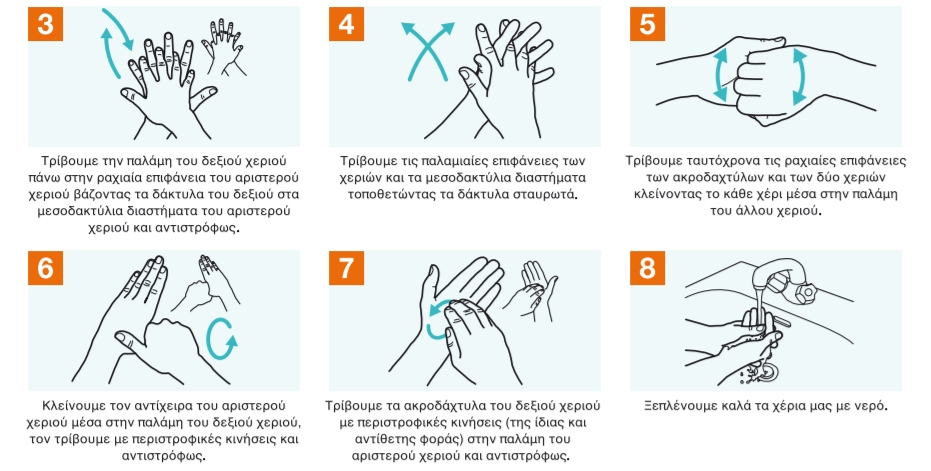 3
Τρίβουμε την παλάμη του δεξιού χεριού
πάνω στην ραχιαία επιφάνεια του αριστερού
χεριού βάζοντας τα δάκτυλα του δεξιού στα
μεσοδακτύλια διαστήματα του αριστερού
χεριού και αντιστρόφως.
4
Τρίβουμε τις παλαμιαίες επιφάνειες των
χεριών και τα μεσοδακτύλια διαστήματα
τοποθετώντας τα δάκτυλα σταυρωτά.
5
Τρίβουμε ταυτόχρονα τις ραχιαίες επιφάνειες
των ακροδαχτύλων και των δύο χεριών
κλείνοντας το κάθε χέρι μέσα στην παλάμη
του άλλου χεριού.
6
Κλείνουμε τον αντίχειρα του αριστερού
χεριού μέσα στην παλάμη του δεξιού χεριού,
τον τρίβουμε με περιστροφικές κινήσεις και
αντιστρόφως.
7
Τρίβουμε τα ακροδάχτυλα του δεξιού χεριού
με περιστροφικές κινήσεις (της ίδιας και
αντίθετης φοράς) στην παλάμη του
αριστερού χεριού και αντιστρόφως.
8
Ξεπλένουμε καλά τα χέρια μας με νερό.